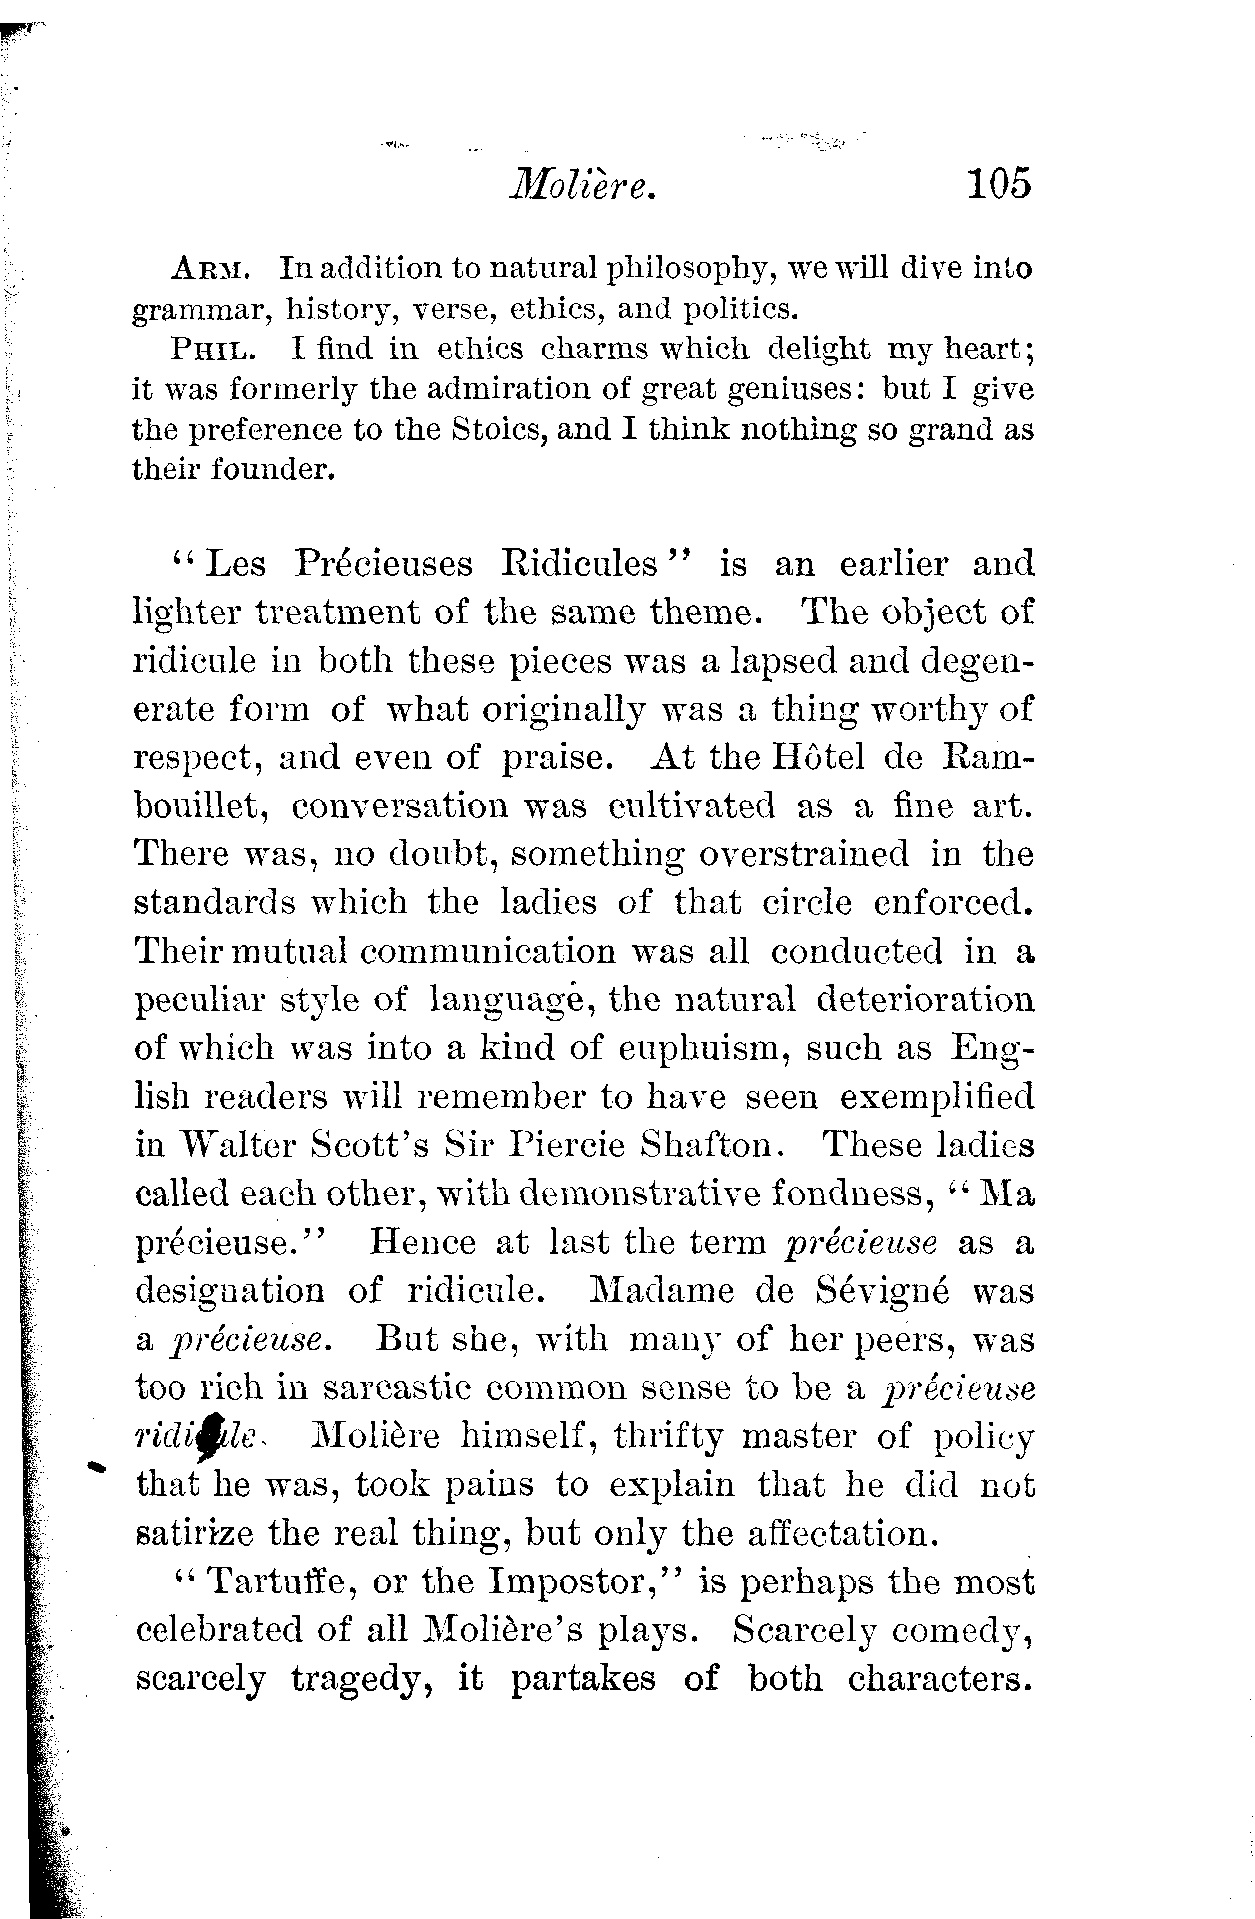 Molière. 105
ARM. In addition to natural philosophy, we will dive into
grammar, history, verse, ethics, and politics.
PHIL. I find in ethics charms which delight my heart;
it was formerly the admiration of great geniuses: but I give
the preference to the Stoics, and I think nothing so grand as
their founder.
“Les Précieuses Ridicules” is an earlier and
lighter treatment of the same theme. The object of
ridicule in both these pieces was a lapsed and degen-
erate form of what originally was a thing worthy of
respect, and even of praise. At the Hôtel de Ram-
bouillet, conversation was cultivated as a fine art.
There was, no doubt, something overstrained in the
standards which the ladies of that circle enforced.
Their mutual communication was all conducted in a
peculiar style of language, the natural deterioration
of which was into a kind of euphuism, such as Eng-
lish readers will remember to have seen exemplified
in Walter Scott’s Sir Piercie Shafton. These ladies
called each other, with demonstrative fondness, “Ma
précieuse.” Hence at last the term précieuse as a
designation of ridicule. Madame de Sévigné was
a précieuse. But she, with many of her peers, was
too rich in sarcastic common sense to be a précieuse
ridicule. Molière himself, thrifty master of policy
that he was, took pains to explain that he did not
satirize the real thing, but only the affectation.
“Tartuffe, or the Impostor,” is perhaps the most
celebrated of all Molière’s plays. Scarcely comedy,
scarcely tragedy, it partakes of both characters.